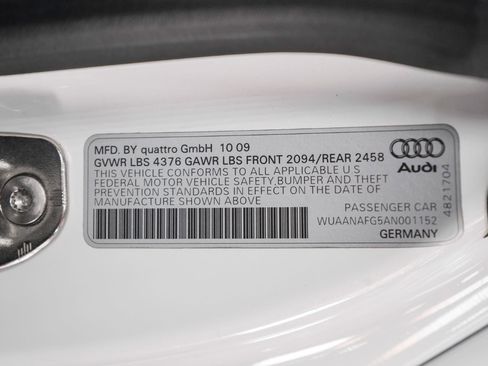 MFD. BY quattro GmbH 10 09
GVWR LBS 4376 GAWR LBS FRONT 2094/REAR 2458
THIS VEHICLE CONFORMS TO ALL APPLICABLE U S
FEDERAL MOTOR VEHICLE SAFETY, BUMPER AND THEFT
PREVENTION STANDARDS IN EFFECT ON THE DATE OF
MANUFACTURE SHOWN ABOVE
Audi
4821704
PASSENGER CAR
WUAANAFG5AN001152
GERMANY